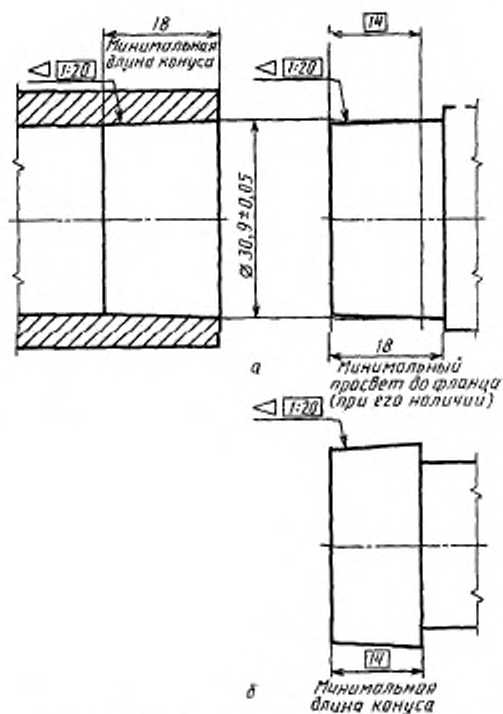 18
Минимальная
длина конуса
1:20
14
1:20
Ø 30,9±0,05
18
Минимальный
просвет до фланца
(при его наличии)
а
1:20
14
Минимальная
длина конуса
б